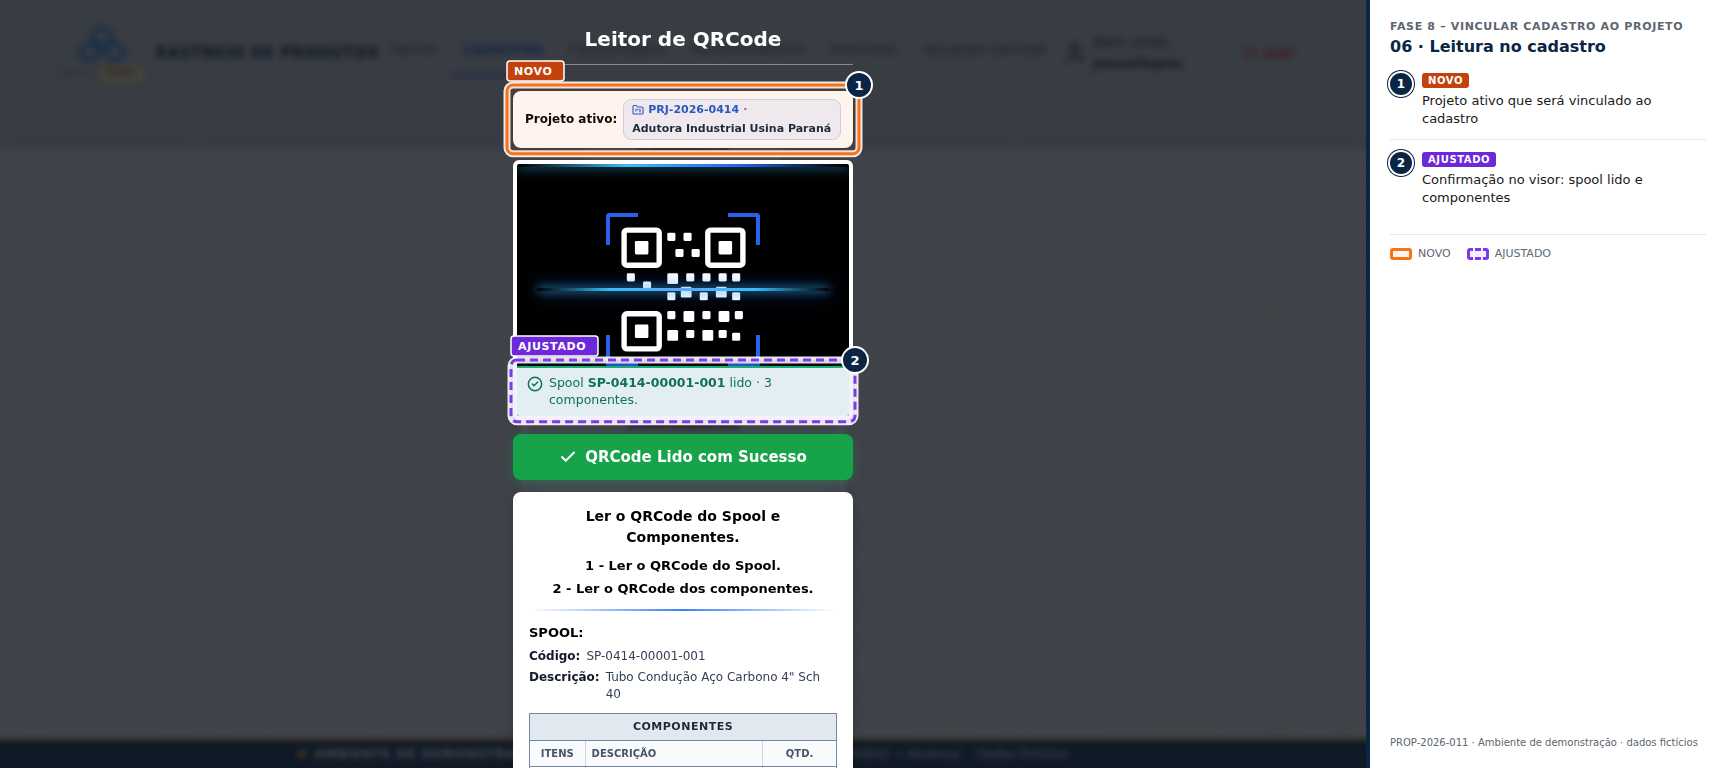 Leitor de QRCode
NOVO
1
Projeto ativo:
PRJ-2026-0414 ·
Adutora Industrial Usina Paraná
AJUSTADO
2
Spool SP-0414-00001-001 lido · 3
componentes.
QRCode Lido com Sucesso
Ler o QRCode do Spool e
Componentes.
1 - Ler o QRCode do Spool.
2 - Ler o QRCode dos componentes.
SPOOL:
Código: SP-0414-00001-001
Descrição: Tubo Condução Aço Carbono 4" Sch
40
COMPONENTES
ITENS DESCRIÇÃO QTD.
RASTREIO DE PRODUTOS
FASE 8 – VINCULAR CADASTRO AO PROJETO
06 · Leitura no cadastro
1 NOVO
Projeto ativo que será vinculado ao
cadastro
2 AJUSTADO
Confirmação no visor: spool lido e
componentes
NOVO AJUSTADO
PROP-2026-011 · Ambiente de demonstração · dados fictícios